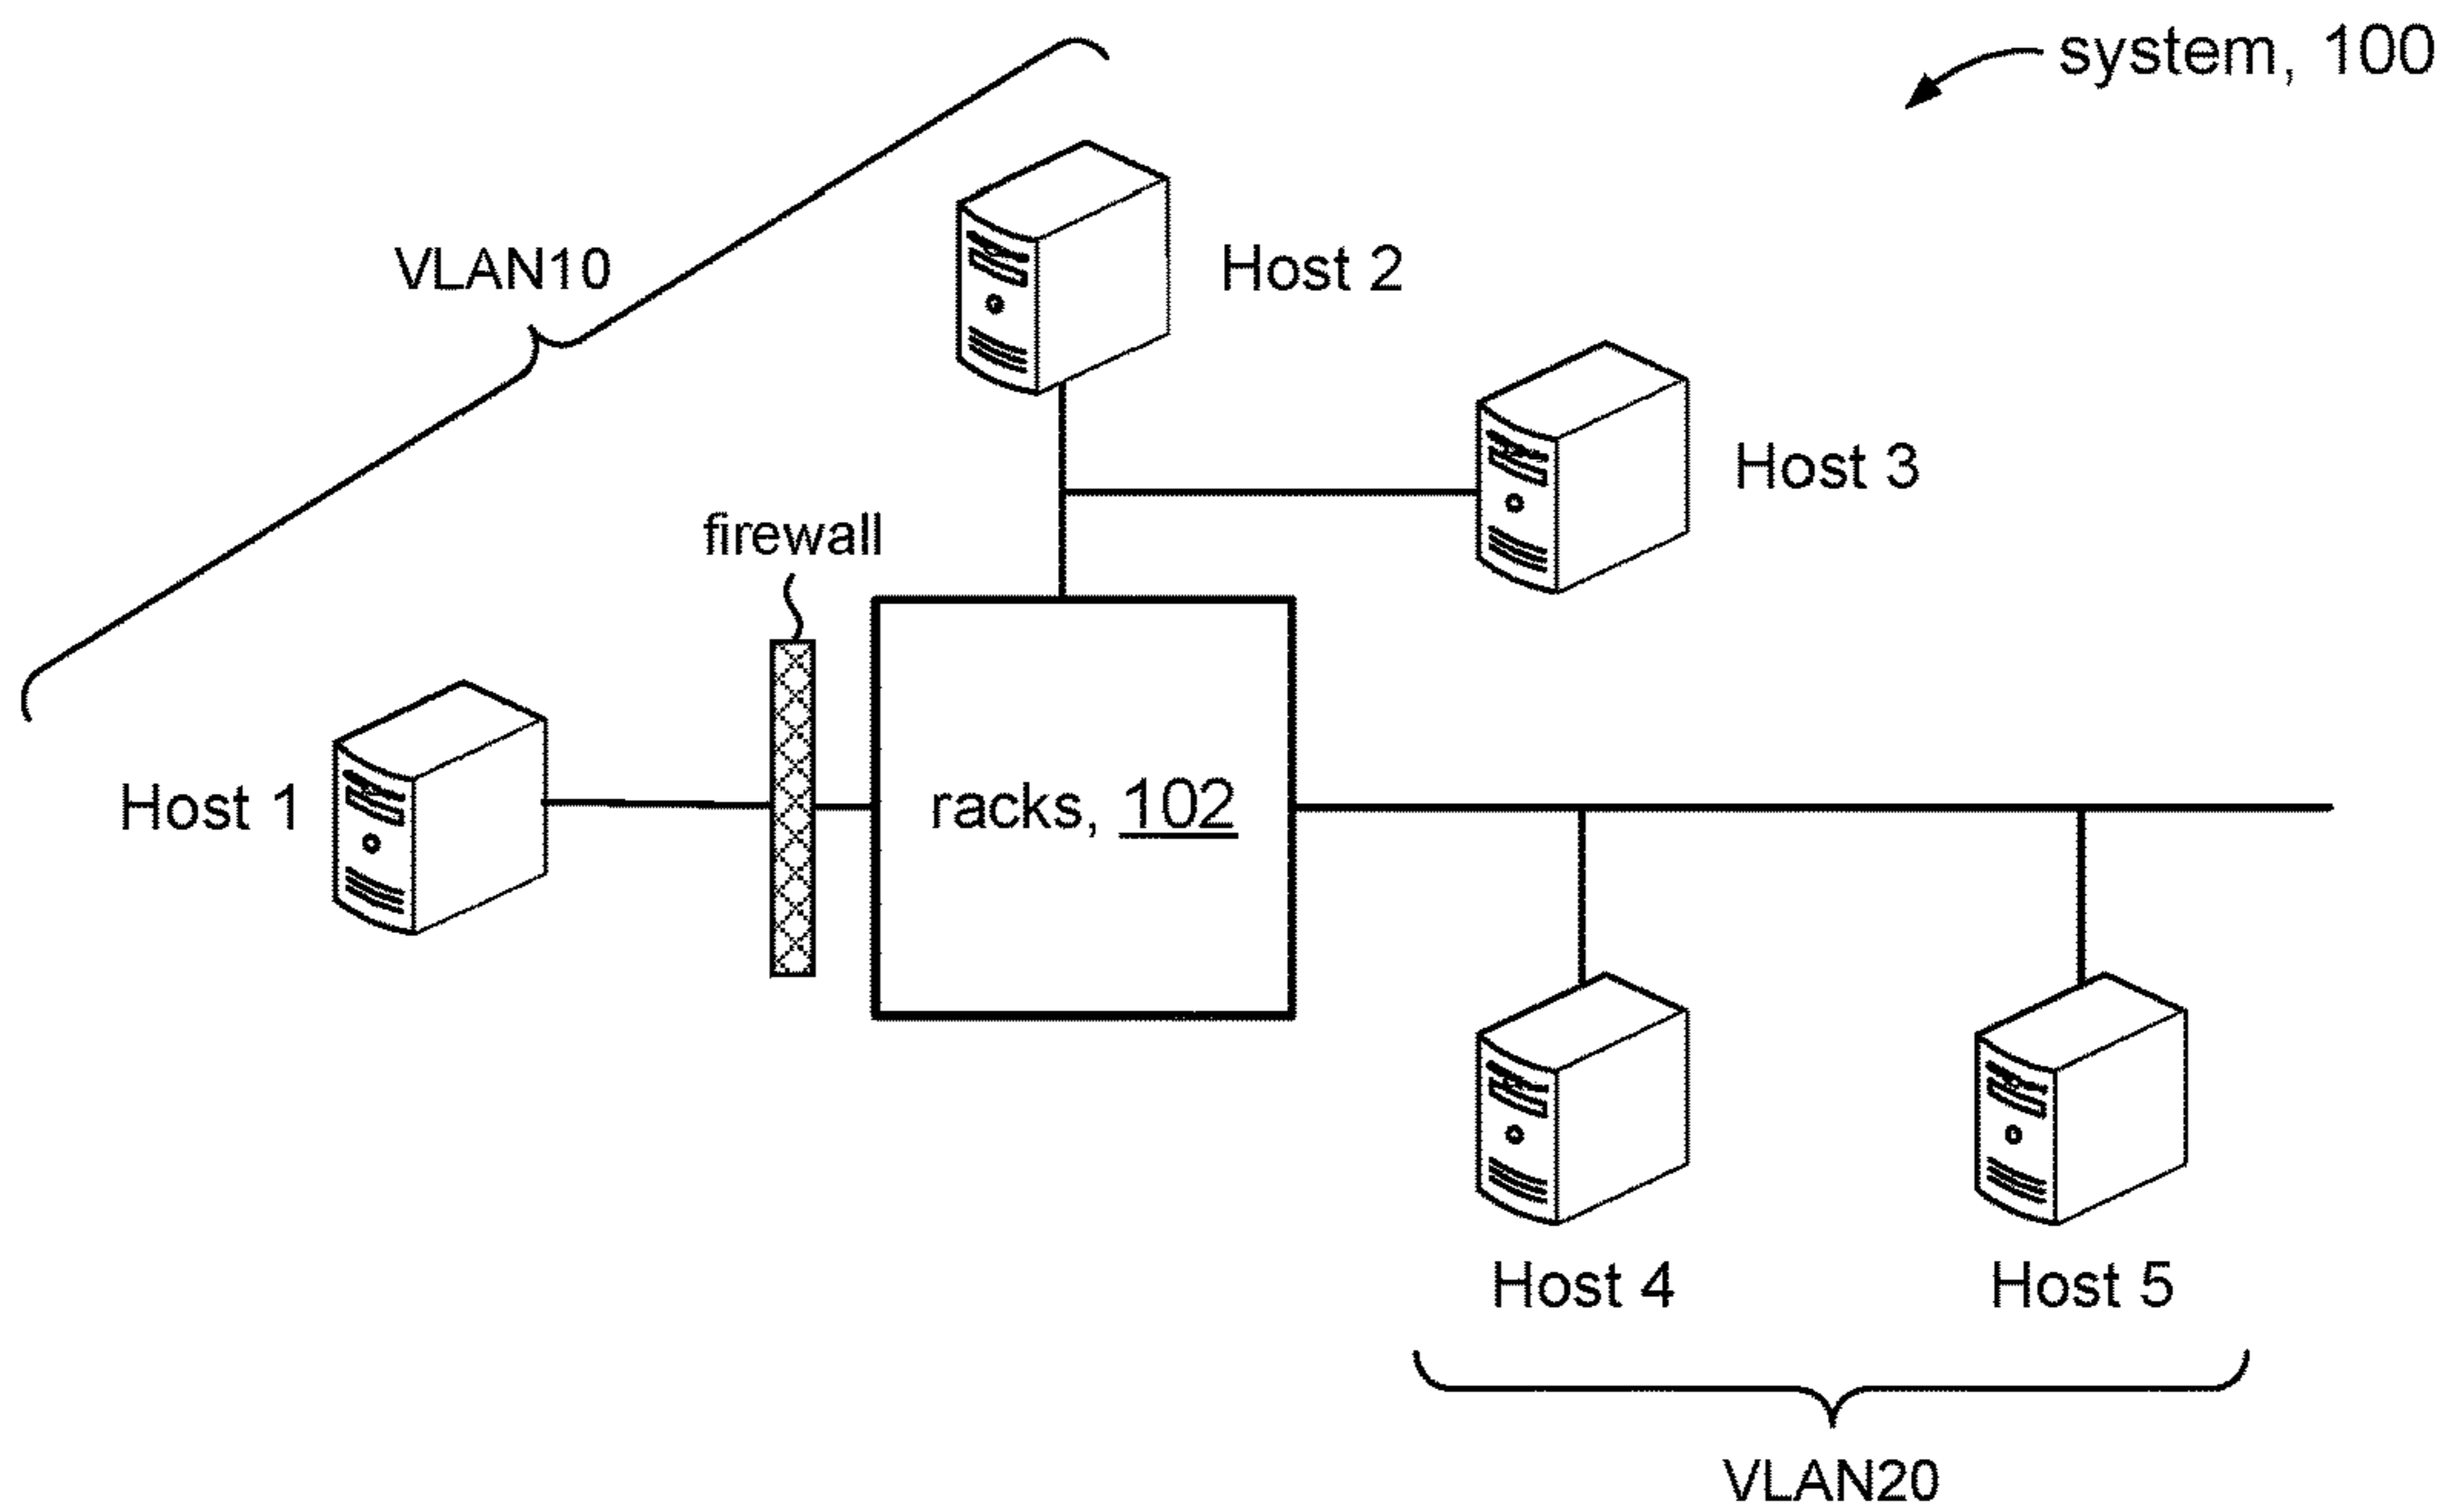 system, 100
VLAN10
Host 2
Host 3
firewall
Host 1
racks, 102
Host 4
Host 5
VLAN20